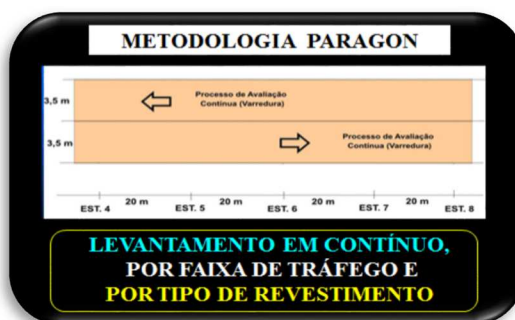 METODOLOGIA PARAGON
3,5 m
Processo de Avaliação
Contínua (Varredura)
3,5 m
Processo de Avaliação
Contínua (Varredura)
20 m 20 m 20 m 20 m
EST. 4 EST. 5 EST. 6 EST. 7 EST. 8
LEVANTAMENTO EM CONTÍNUO,
POR FAIXA DE TRÁFEGO E
POR TIPO DE REVESTIMENTO